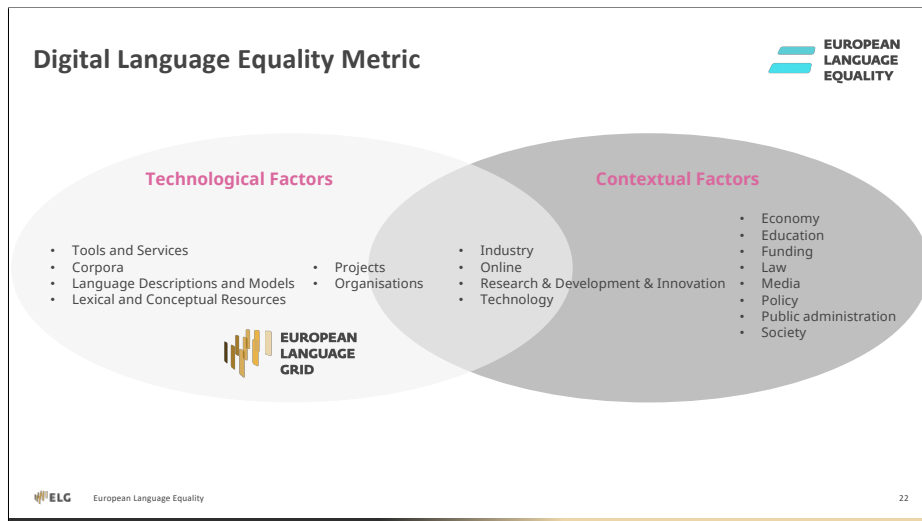 Digital Language Equality Metric
EUROPEAN
LANGUAGE
EQUALITY
Technological Factors
• Tools and Services
• Corpora
• Language Descriptions and Models
• Lexical and Conceptual Resources
• Projects
• Organisations
EUROPEAN
LANGUAGE
GRID
Contextual Factors
• Industry
• Online
• Research & Development & Innovation
• Technology
• Economy
• Education
• Funding
• Law
• Media
• Policy
• Public administration
• Society
ELG
European Language Equality
22